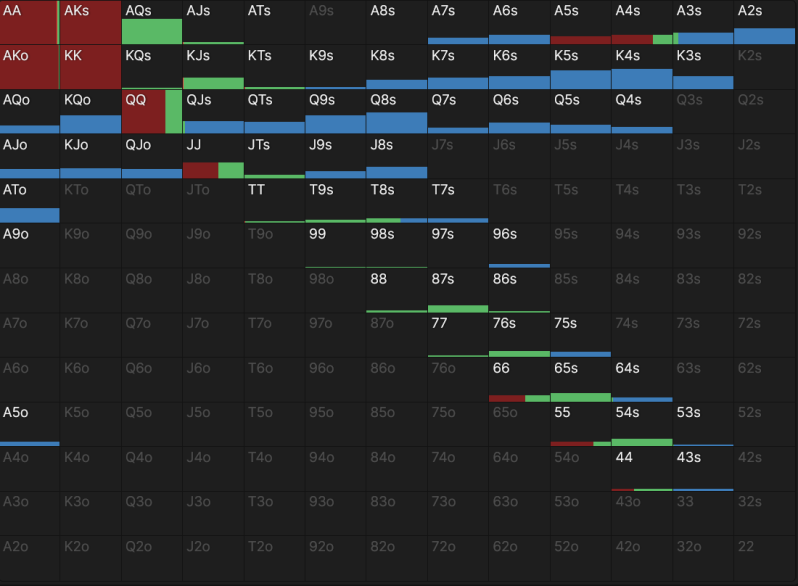 AA AKs AQs AJs ATs A9s A8s A7s A6s A5s A4s A3s A2s
AKo KK KQs KJs KTs K9s K8s K7s K6s K5s K4s K3s K2s
AQo KQo QQ QJs QTs Q9s Q8s Q7s Q6s Q5s Q4s Q3s Q2s
AJo KJo QJo JJ JTs J9s J8s J7s J6s J5s J4s J3s J2s
ATo KTo QTo JTo TT T9s T8s T7s T6s T5s T4s T3s T2s
A9o K9o Q9o J9o T9o 99 98s 97s 96s 95s 94s 93s 92s
A8o K8o Q8o J8o T8o 98o 88 87s 86s 85s 84s 83s 82s
A7o K7o Q7o J7o T7o 97o 87o 77 76s 75s 74s 73s 72s
A6o K6o Q6o J6o T6o 96o 86o 76o 66 65s 64s 63s 62s
A5o K5o Q5o J5o T5o 95o 85o 75o 65o 55 54s 53s 52s
A4o K4o Q4o J4o T4o 94o 84o 74o 64o 54o 44 43s 42s
A3o K3o Q3o J3o T3o 93o 83o 73o 63o 53o 43o 33 32s
A2o K2o Q2o J2o T2o 92o 82o 72o 62o 52o 42o 32o 22